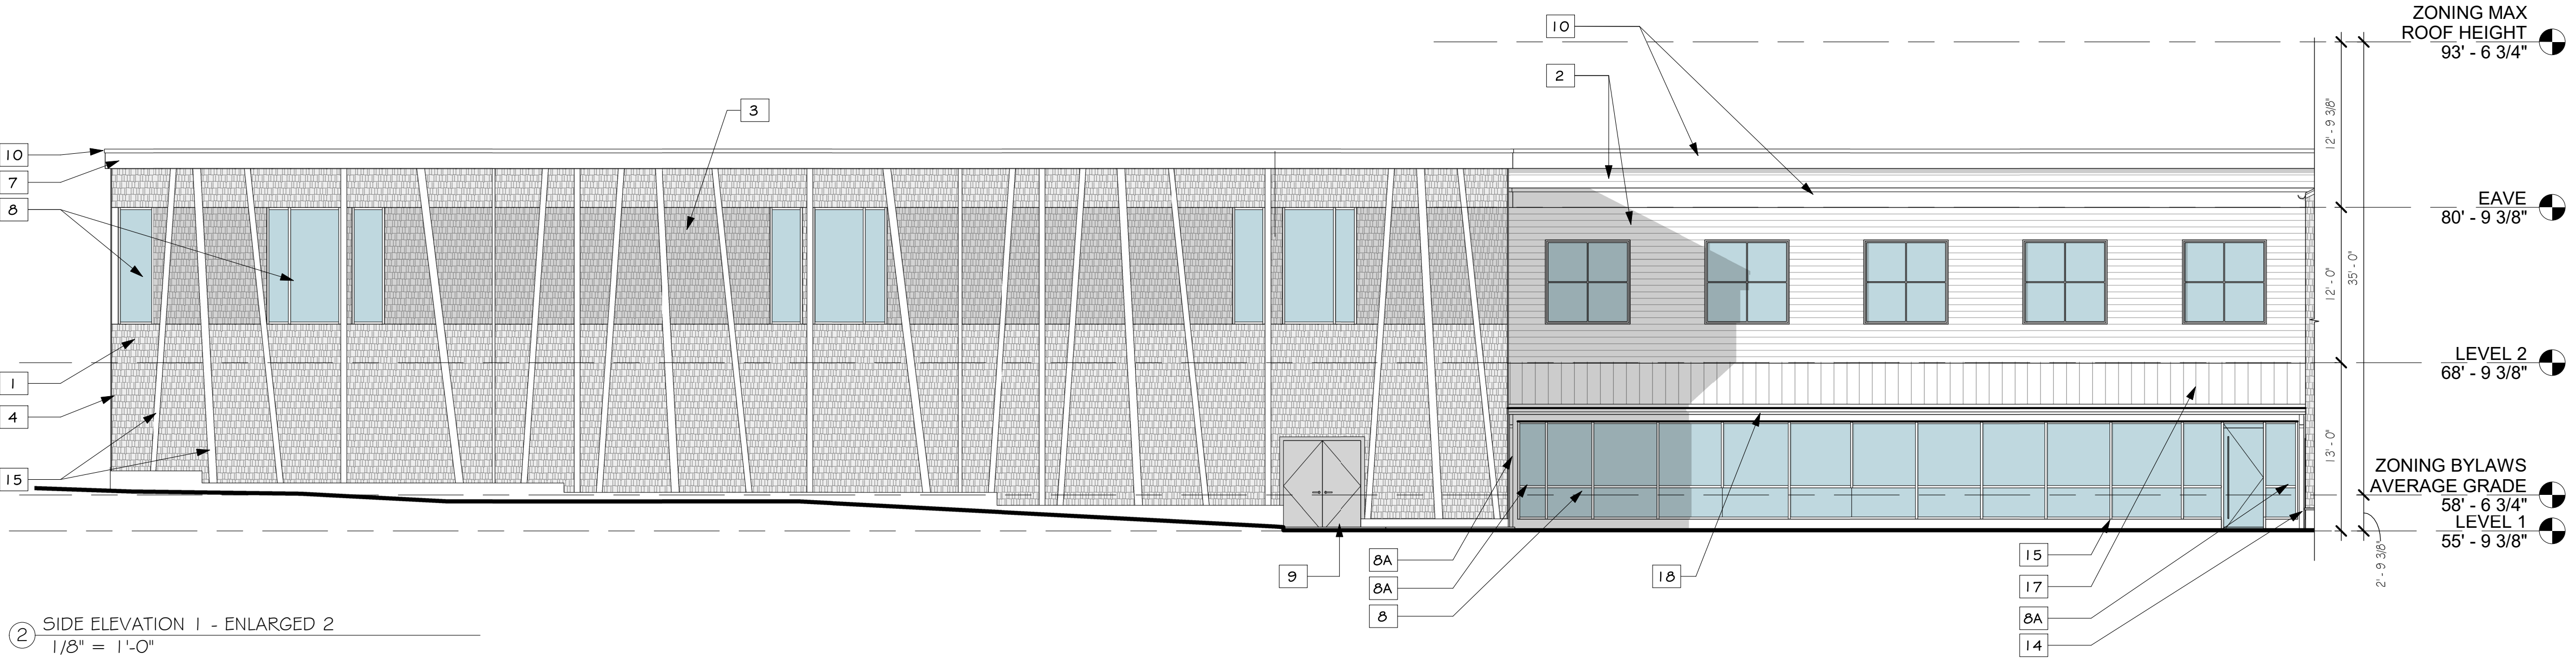 10
2
3
10
7
8
1
4
15
9
8A
8A
8
18
15
17
8A
14
ZONING MAX
ROOF HEIGHT
93' - 6 3/4"
EAVE
80' - 9 3/8"
LEVEL 2
68' - 9 3/8"
ZONING BYLAWS
AVERAGE GRADE
58' - 6 3/4"
LEVEL 1
55' - 9 3/8"
12' - 9 3/8"
12' - 0"
35' - 0"
13' - 0"
2' - 9 3/8"
2
SIDE ELEVATION 1 - ENLARGED 2
1/8" = 1'-0"